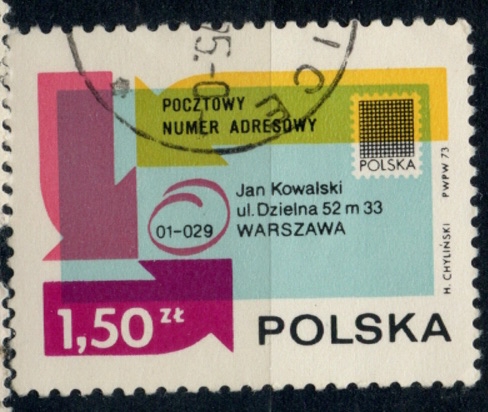 POCZTOWY
NUMER ADRESOWY
POLSKA
Jan Kowalski
ul. Dzielna 52 m 33
01-029 WARSZAWA
1,50 zł
POLSKA
H. CHYLIŃSKI PWPW 73